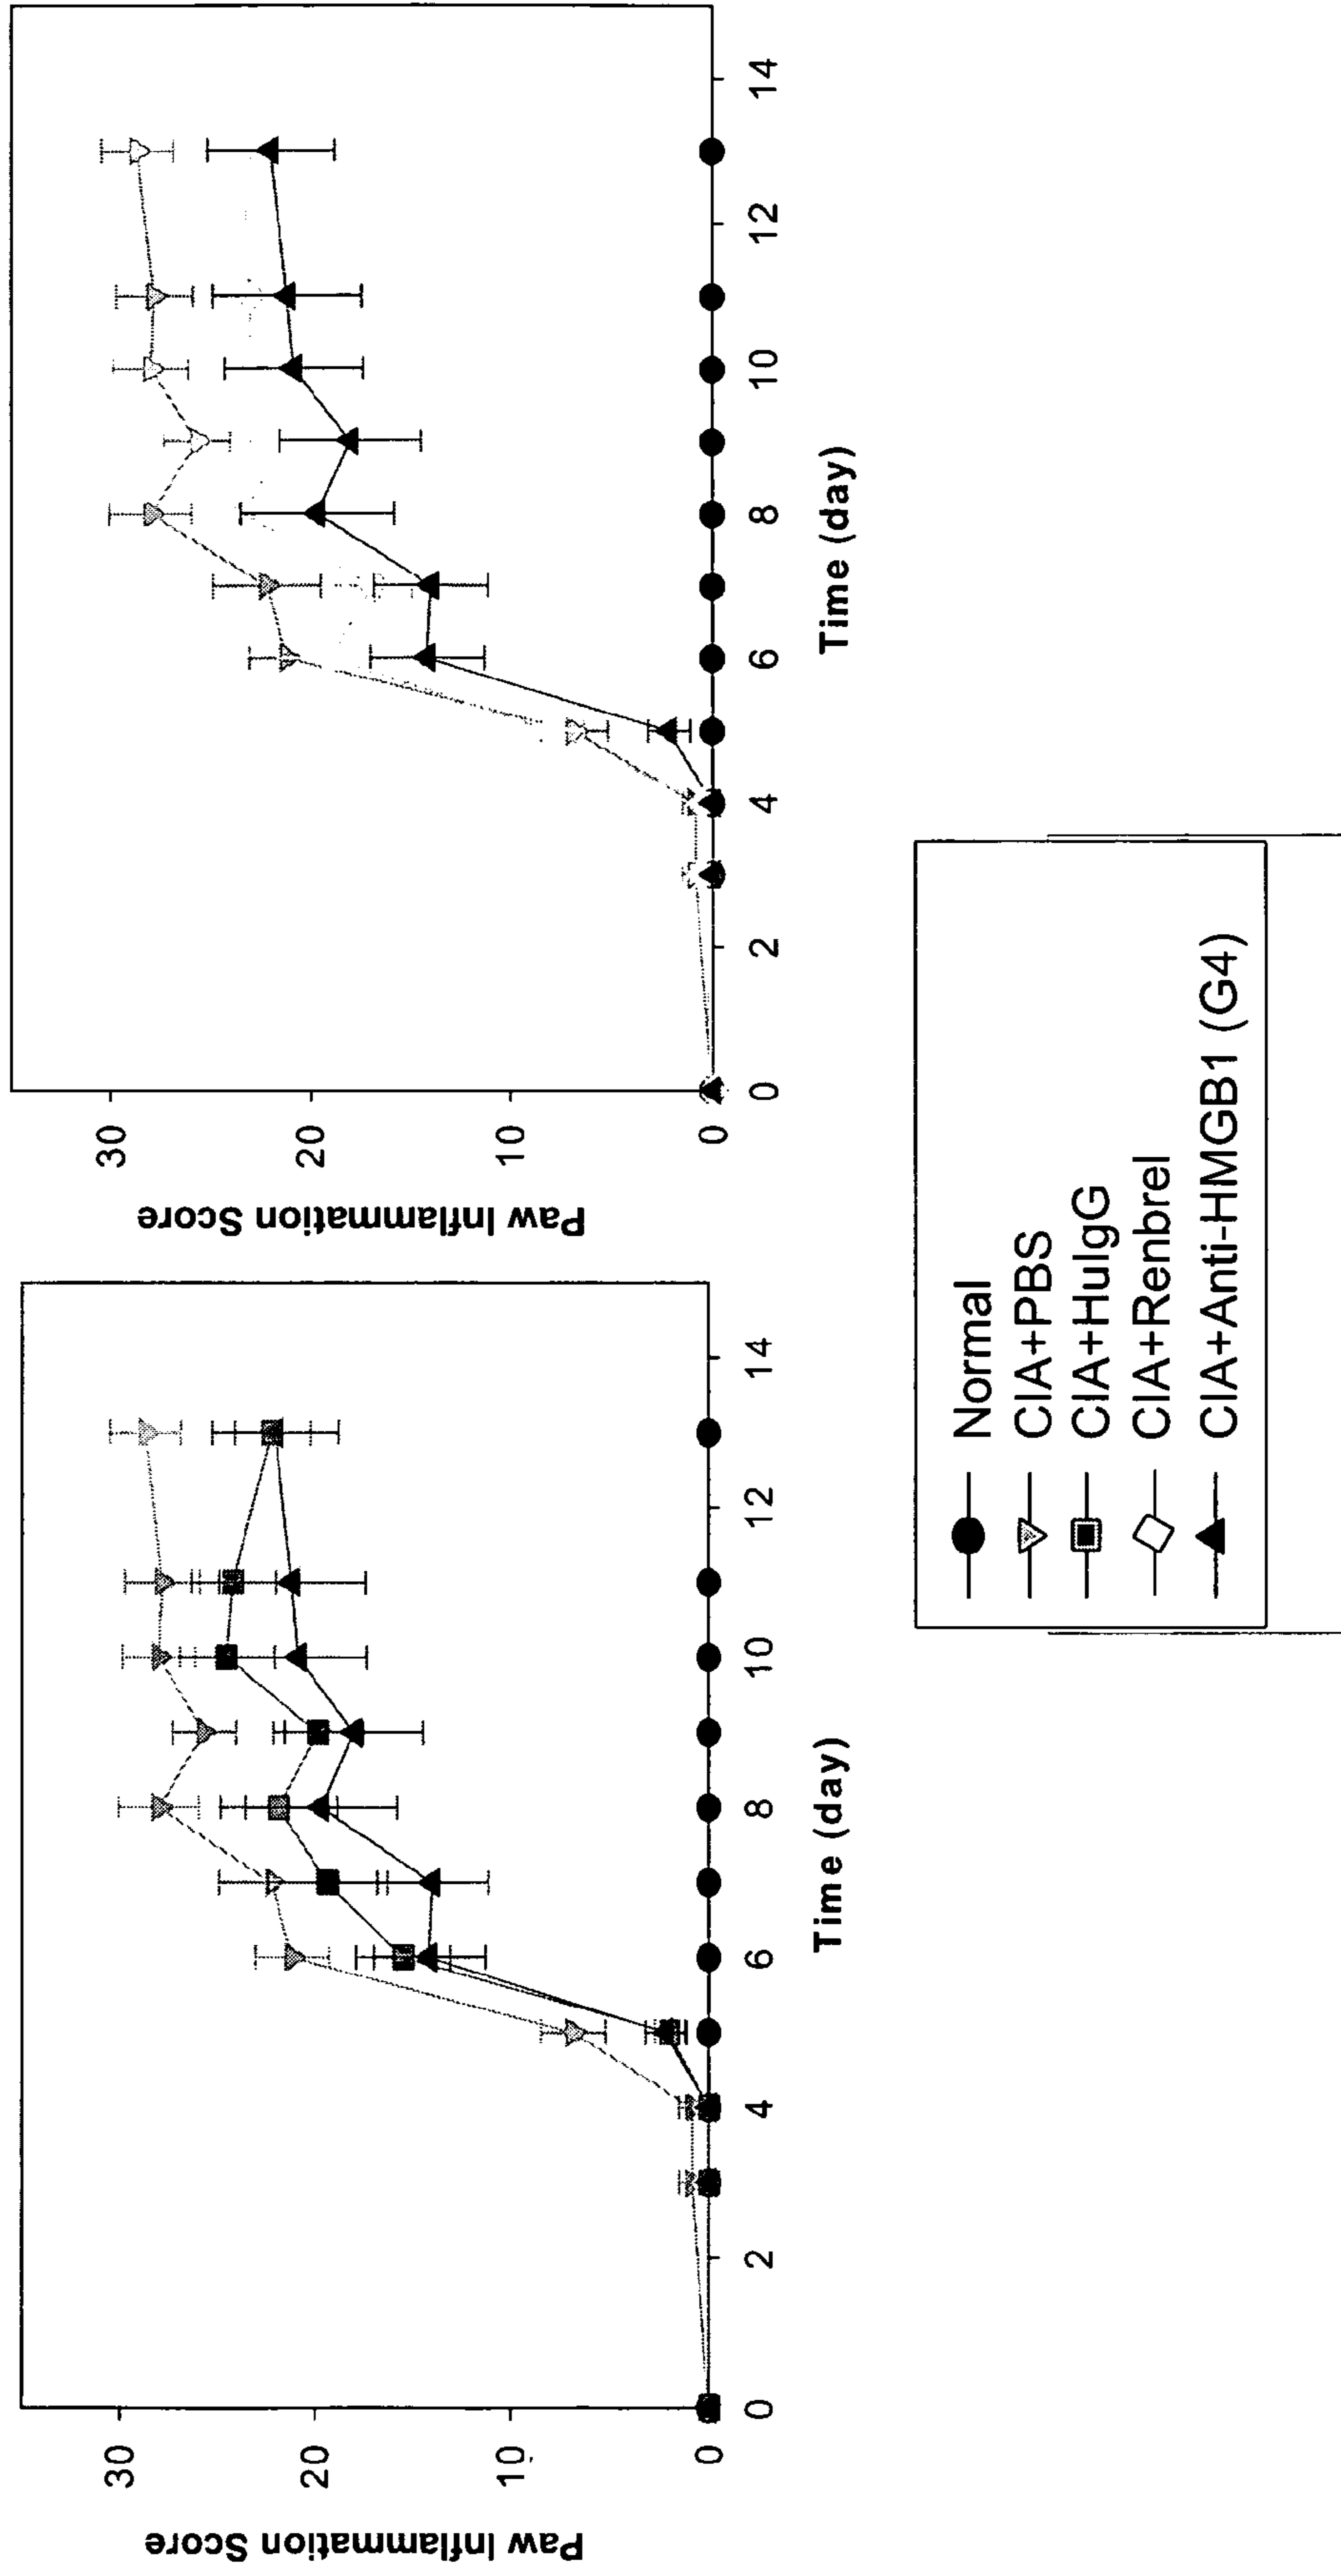 Paw Inflammation Score
30
20
10
0
0
2
4
6
8
10
12
14
Time (day)
Paw Inflammation Score
30
20
10
0
0
2
4
6
8
10
12
14
Time (day)
Normal
CIA+PBS
CIA+HuIgG
CIA+Renbrel
CIA+Anti-HMGB1 (G4)